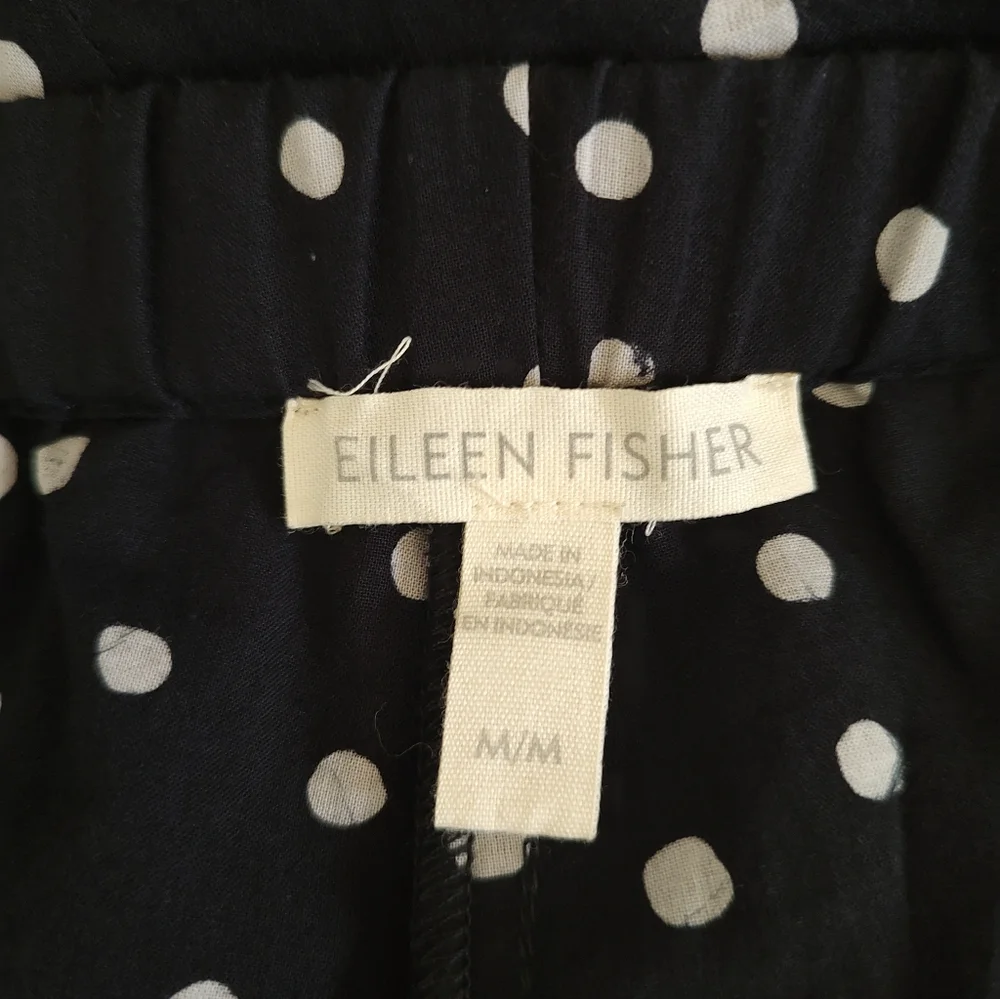 EILEEN FISHER
MADE IN
INDONESIA/
FABRIQUÉ
EN INDONÉSIE
M/M